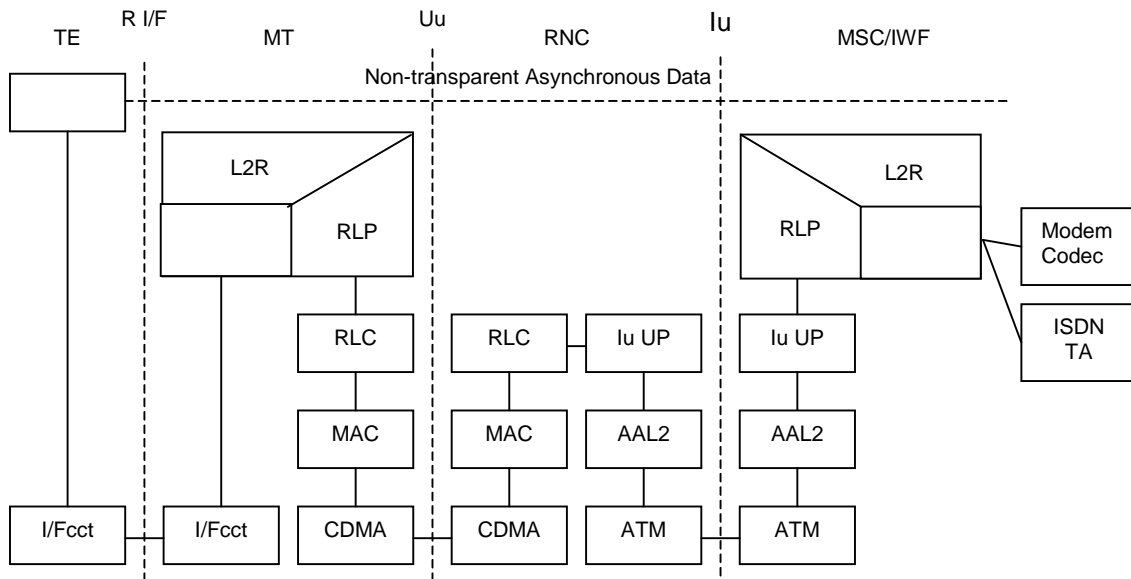 R I/F
Uu
Iu
TE
MT
RNC
MSC/IWF
Non-transparent Asynchronous Data
L2R
RLP
L2R
RLP
Modem
Codec
ISDN
TA
RLC
RLC
Iu UP
Iu UP
MAC
MAC
AAL2
AAL2
I/Fcct
I/Fcct
CDMA
CDMA
ATM
ATM